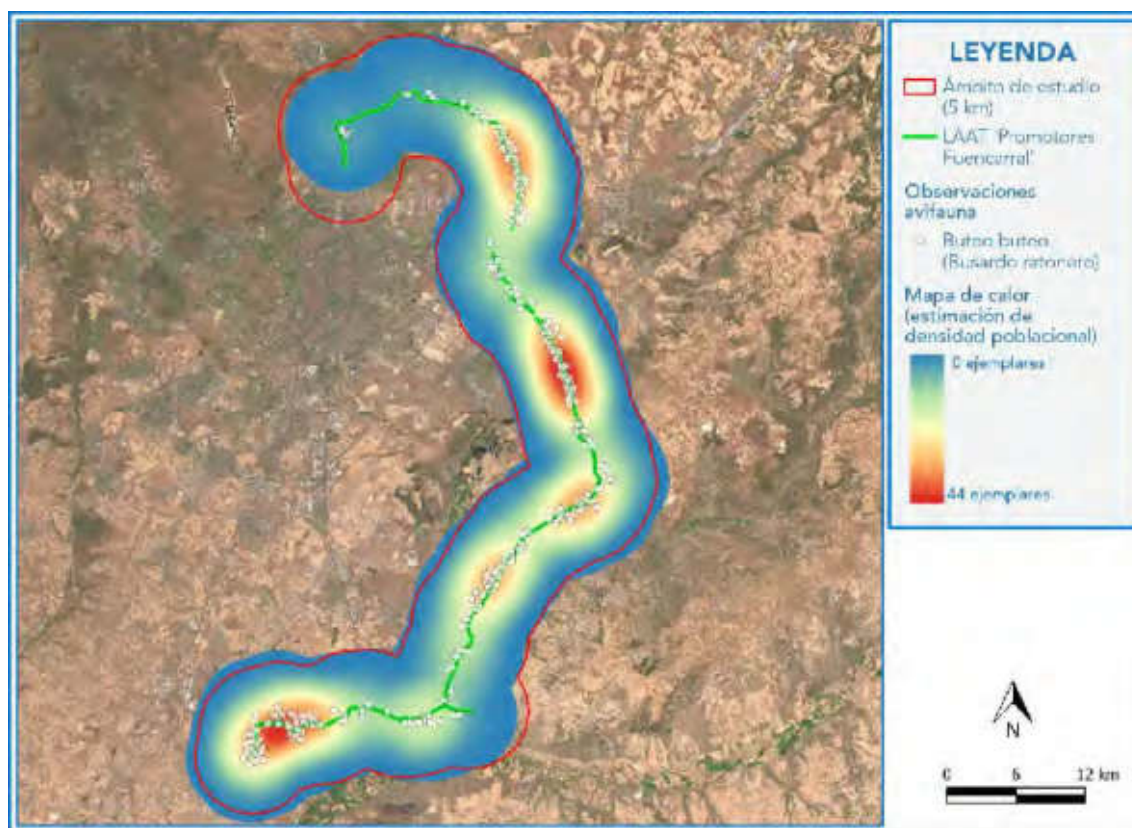 LEYENDA
Ámbito de estudio
(5 km)
LAAT 'Promotores
Fuencarral'
Observaciones
avifauna
Buteo buteo
(Busardo ratonero)
Mapa de calor
(estimación de
densidad poblacional)
0 ejemplares
44 ejemplares
N
0 6 12 km